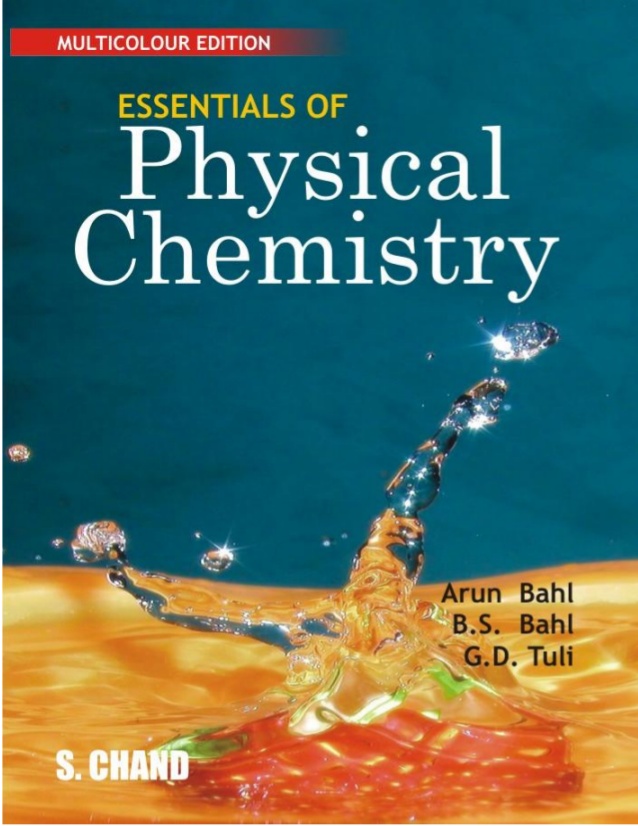 MULTICOLOUR EDITION
ESSENTIALS OF
Physical
Chemistry
Arun Bahl
B.S. Bahl
G.D. Tuli
S. CHAND